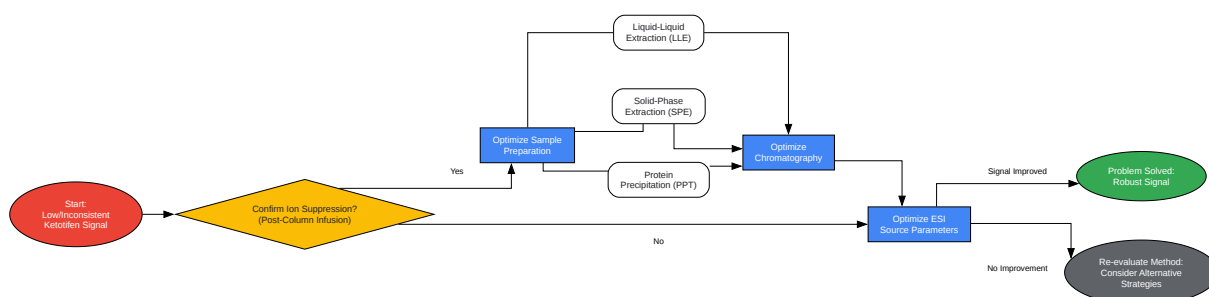 Start:
Low/Inconsistent
Ketotifen Signal
Confirm Ion Suppression?
(Post-Column Infusion)
Yes
No
Optimize Sample
Preparation
Liquid-Liquid
Extraction (LLE)
Solid-Phase
Extraction (SPE)
Protein
Precipitation (PPT)
Optimize
Chromatography
Optimize ESI
Source Parameters
Signal Improved
No Improvement
Problem Solved:
Robust Signal
Re-evaluate Method:
Consider Alternative
Strategies